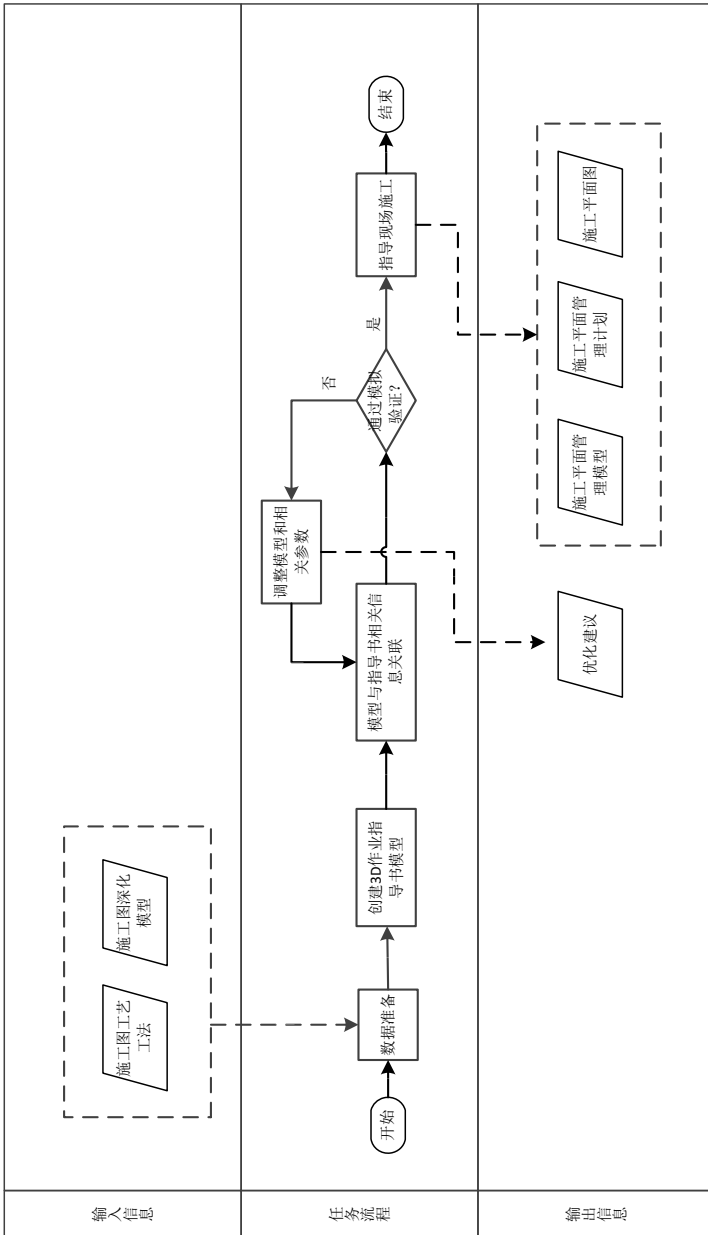 输入信息
施工图工艺
工法
施工图深化
模型
任务流程
开始
数据准备
创建3D作业指
导书模型
模型与指导书相关信
息关联
调整模型和相
关参数
通过模拟
验证？
否
是
指导现场施工
结束
输出信息
优化建议
施工平面管
理模型
施工平面管
理计划
施工平面图